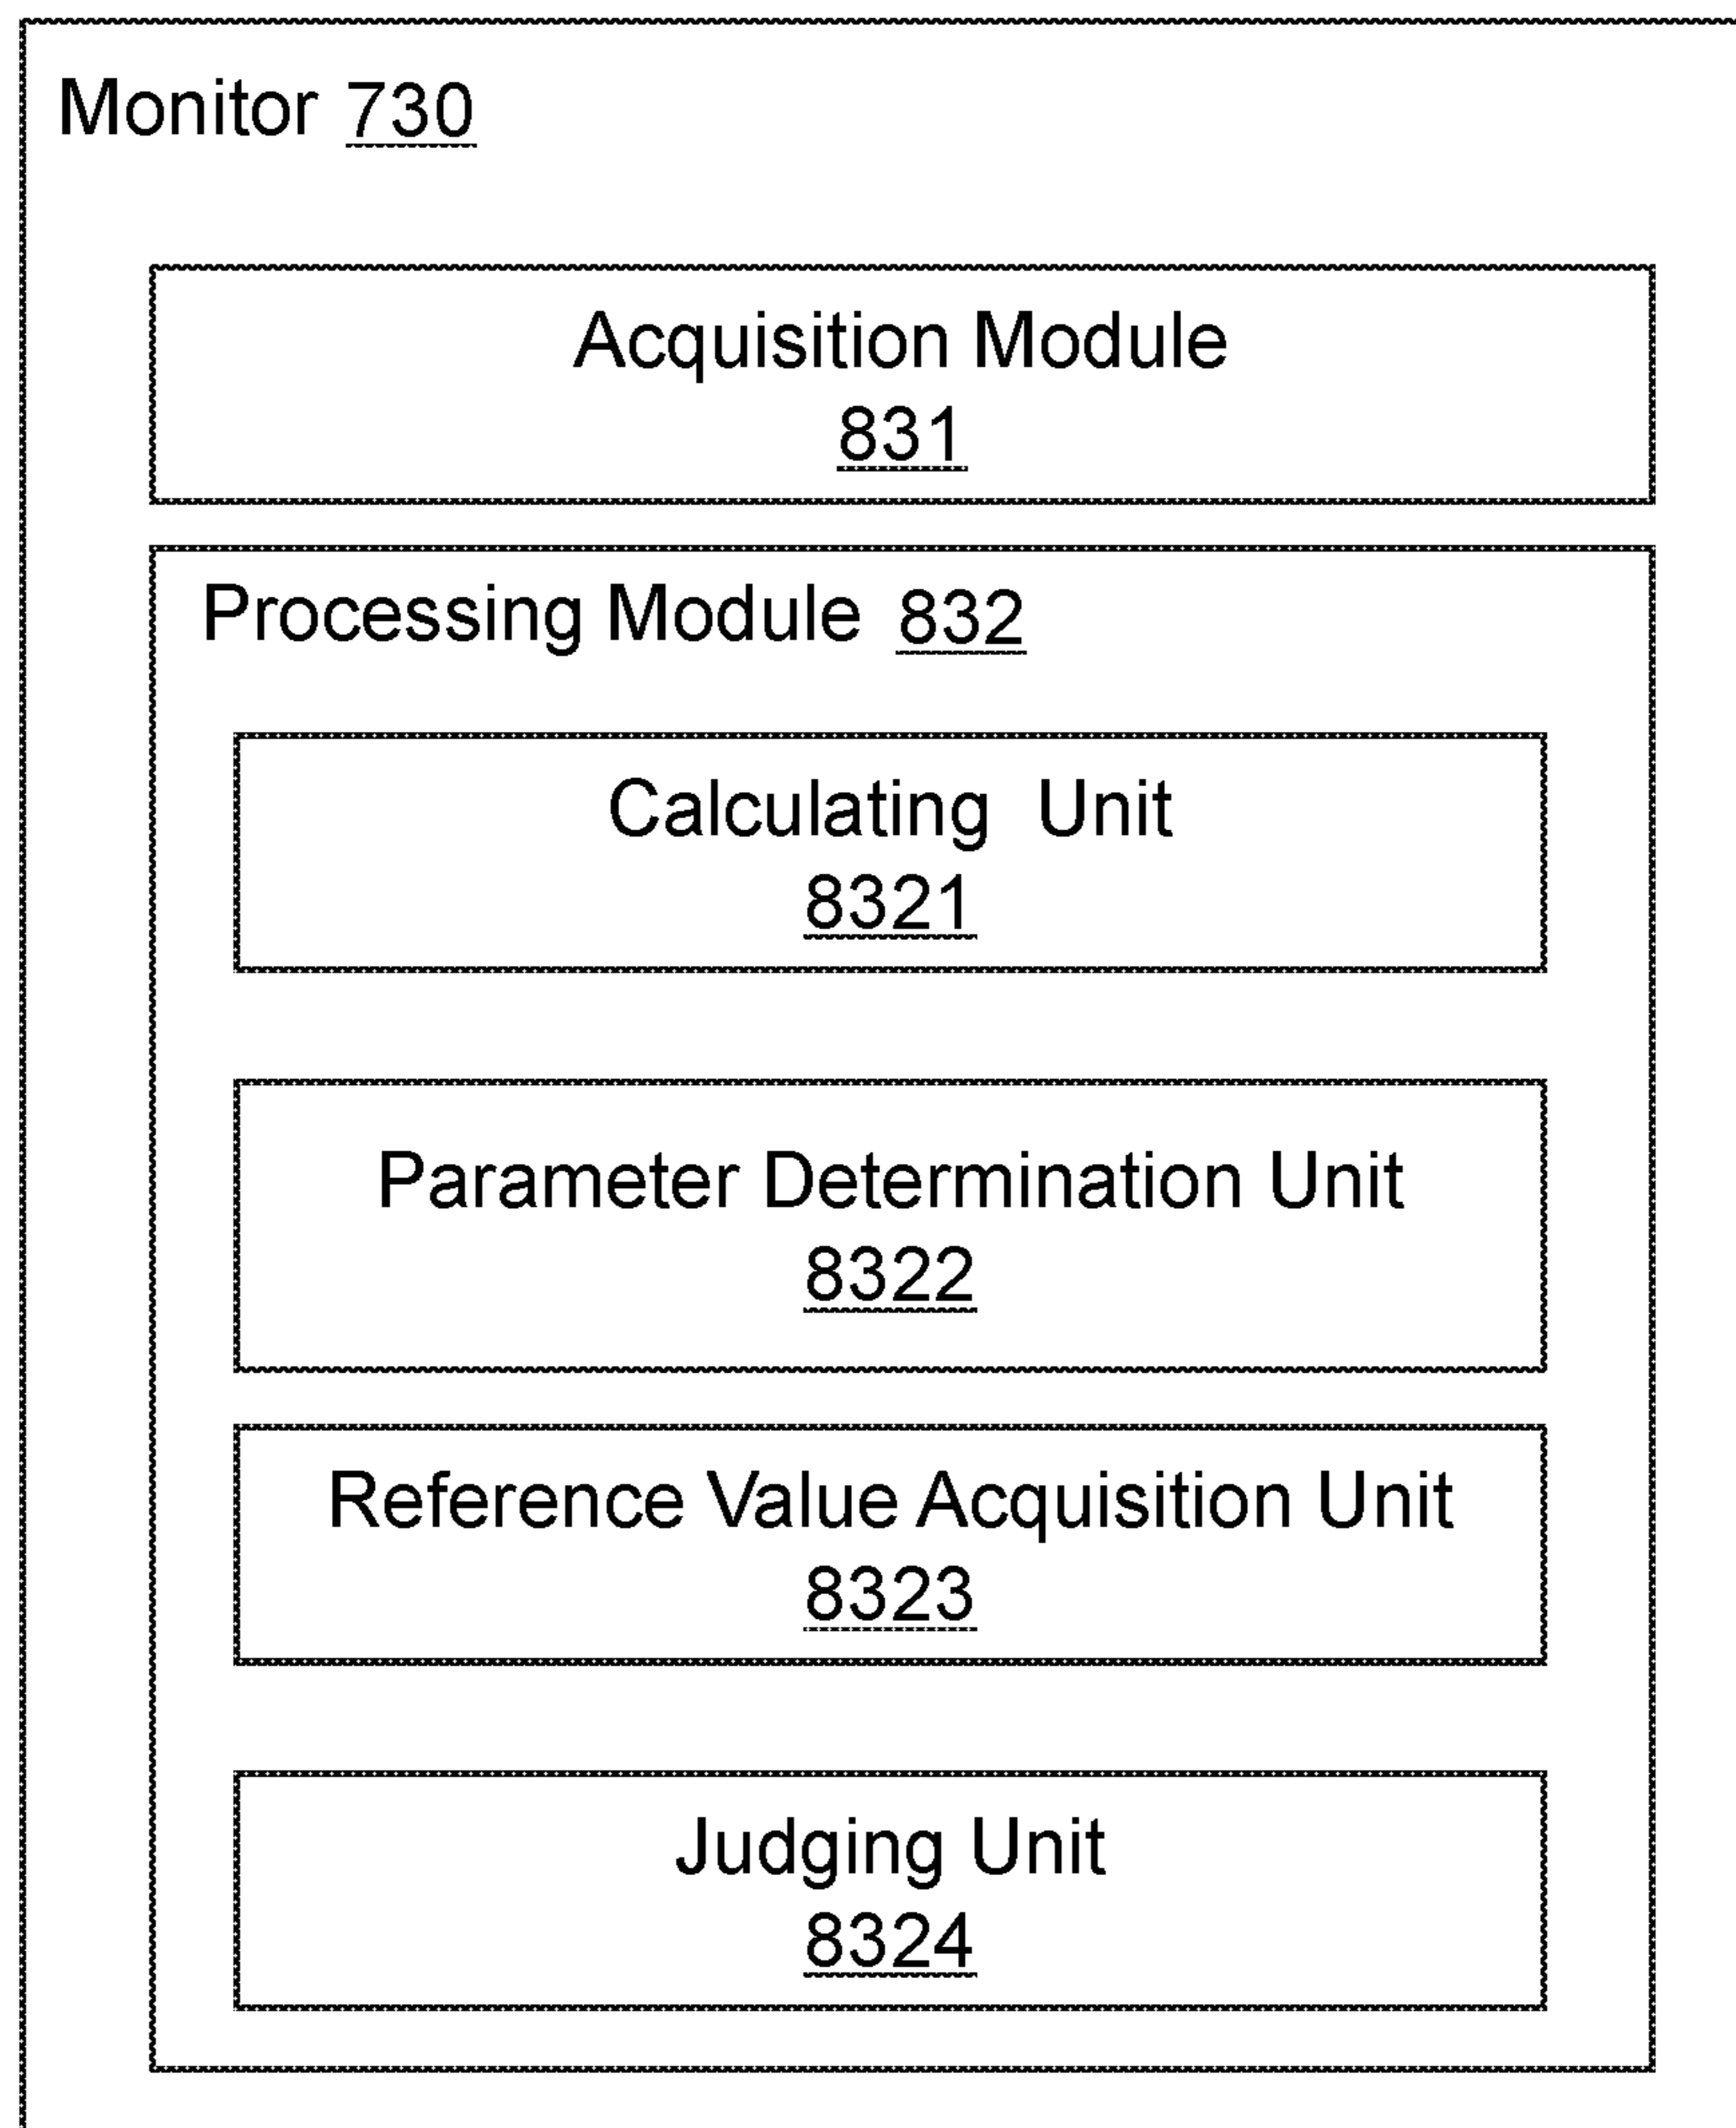 Monitor 730
Acquisition Module
831
Processing Module 832
Calculating Unit
8321
Parameter Determination Unit
8322
Reference Value Acquisition Unit
8323
Judging Unit
8324